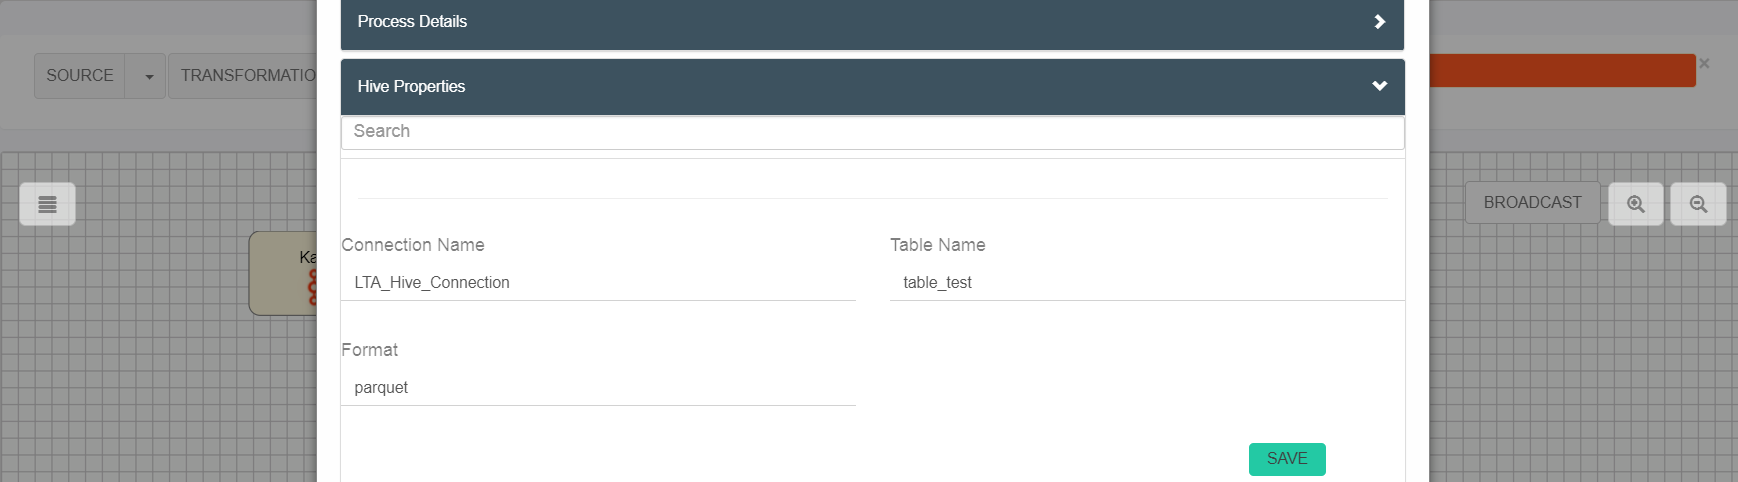 Process Details
Hive Properties
Search
SOURCE
TRANSFORMATIO
BROADCAST
Ka
Connection Name
Table Name
LTA_Hive_Connection
table_test
Format
parquet
SAVE